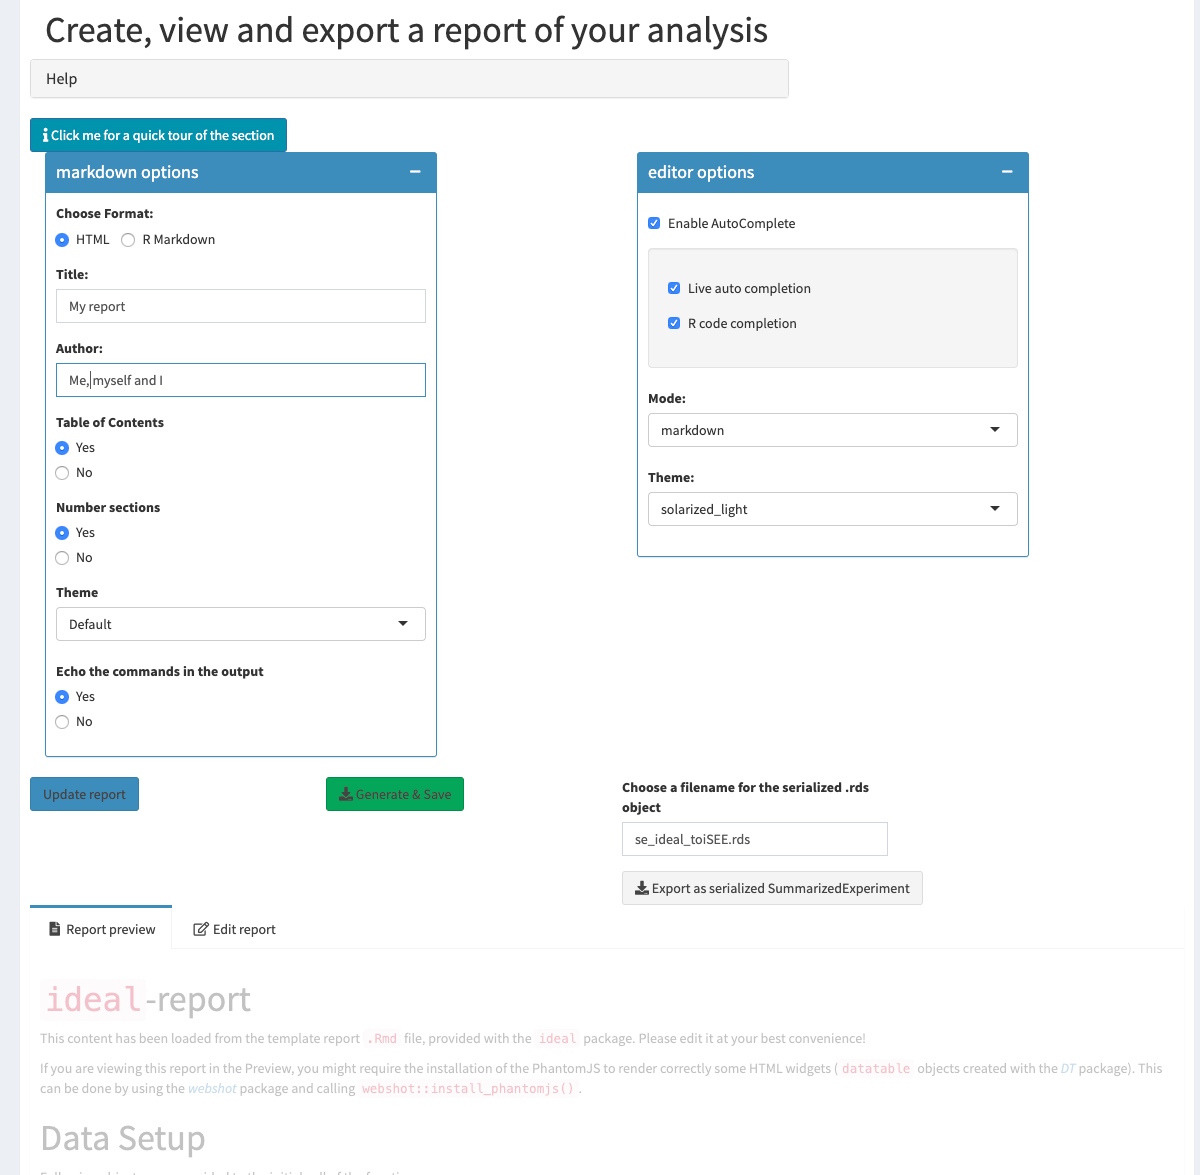 Create, view and export a report of your analysis
Help
Click me for a quick tour of the section
markdown options
Choose Format:
HTML R Markdown
Title:
My report
Author:
Me, myself and I
Table of Contents
Yes
No
Number sections
Yes
No
Theme
Default
Echo the commands in the output
Yes
No
editor options
Enable AutoComplete
Live auto completion
R code completion
Mode:
markdown
Theme:
solarized_light
Update report
Generate & Save
Choose a filename for the serialized .rds
object
se_ideal_toiSEE.rds
Export as serialized SummarizedExperiment
Report preview
Edit report
ideal-report
This content has been loaded from the template report .Rmd file, provided with the ideal package. Please edit it at your best convenience!
If you are viewing this report in the Preview, you might require the installation of the PhantomJS to render correctly some HTML widgets ( datatable objects created with the DT package). This
can be done by using the webshot package and calling webshot::install_phantomjs() .
Data Setup